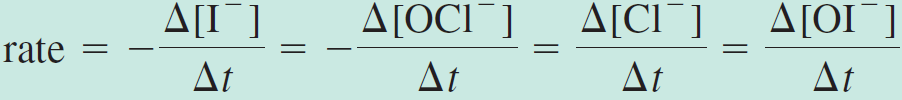 rate = −Δ[I⁻]/Δt = −Δ[OCl⁻]/Δt = Δ[Cl⁻]/Δt = Δ[OI⁻]/Δt